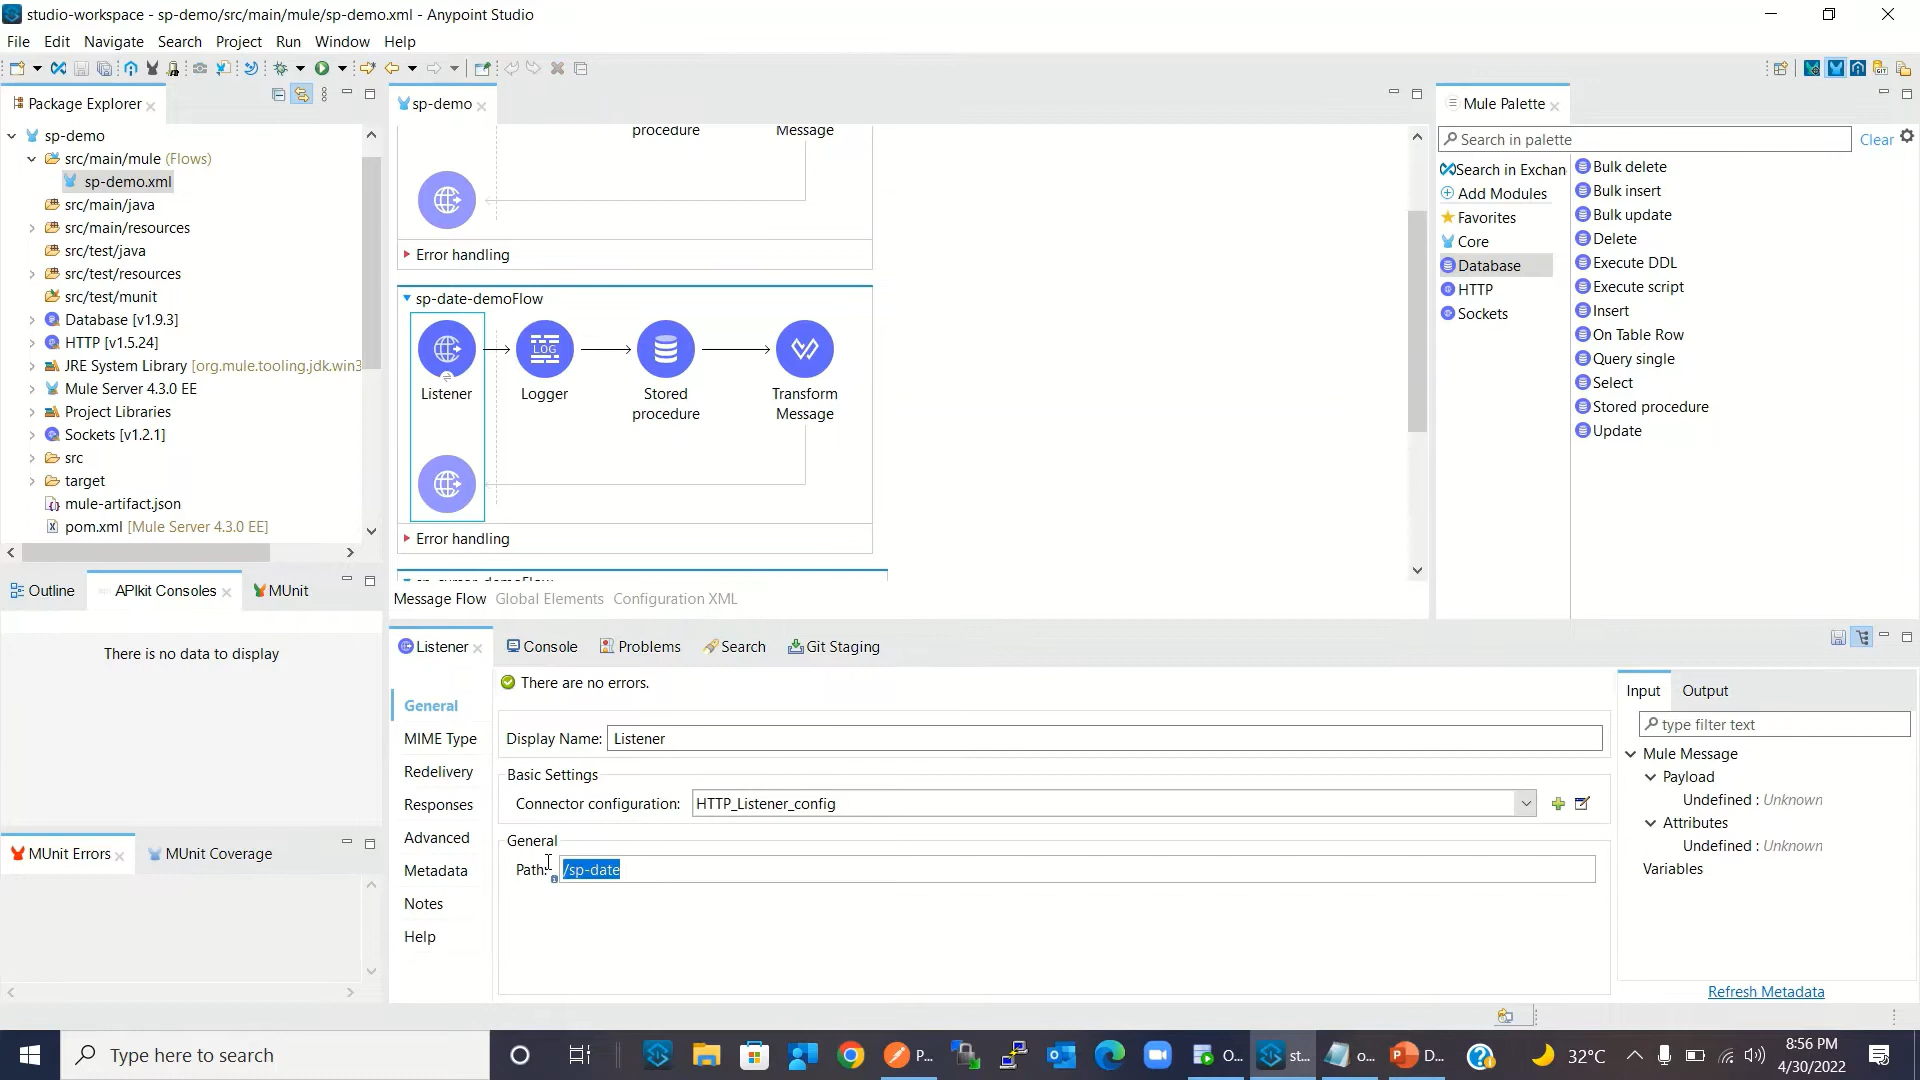 studio-workspace - sp-demo/src/main/mule/sp-demo.xml - Anypoint Studio
File Edit Navigate Search Project Run Window Help
Package Explorer
sp-demo
src/main/mule (Flows)
sp-demo.xml
src/main/java
src/main/resources
src/test/java
src/test/resources
src/test/munit
Database [v1.9.3]
HTTP [v1.5.24]
JRE System Library [org.mule.tooling.jdk.win3
Mule Server 4.3.0 EE
Project Libraries
Sockets [v1.2.1]
src
target
mule-artifact.json
pom.xml [Mule Server 4.3.0 EE]
Outline APIkit Consoles MUnit
There is no data to display
MUnit Errors MUnit Coverage
sp-demo
procedure Message
Error handling
sp-date-demoFlow
LOG
Listener Logger Stored procedure Transform Message
Error handling
Message Flow Global Elements Configuration XML
Mule Palette
Search in palette Clear
Search in Exchan
Add Modules
Favorites
Core
Database
HTTP
Sockets
Bulk delete
Bulk insert
Bulk update
Delete
Execute DDL
Execute script
Insert
On Table Row
Query single
Select
Stored procedure
Update
Listener Console Problems Search Git Staging
There are no errors.
General
MIME Type
Redelivery
Responses
Advanced
Metadata
Notes
Help
Display Name: Listener
Basic Settings
Connector configuration: HTTP_Listener_config
General
Path: /sp-date
Input Output
type filter text
Mule Message
Payload
Undefined : Unknown
Attributes
Undefined : Unknown
Variables
Refresh Metadata
Type here to search
P... O... st... o... D...
32°C
8:56 PM
4/30/2022